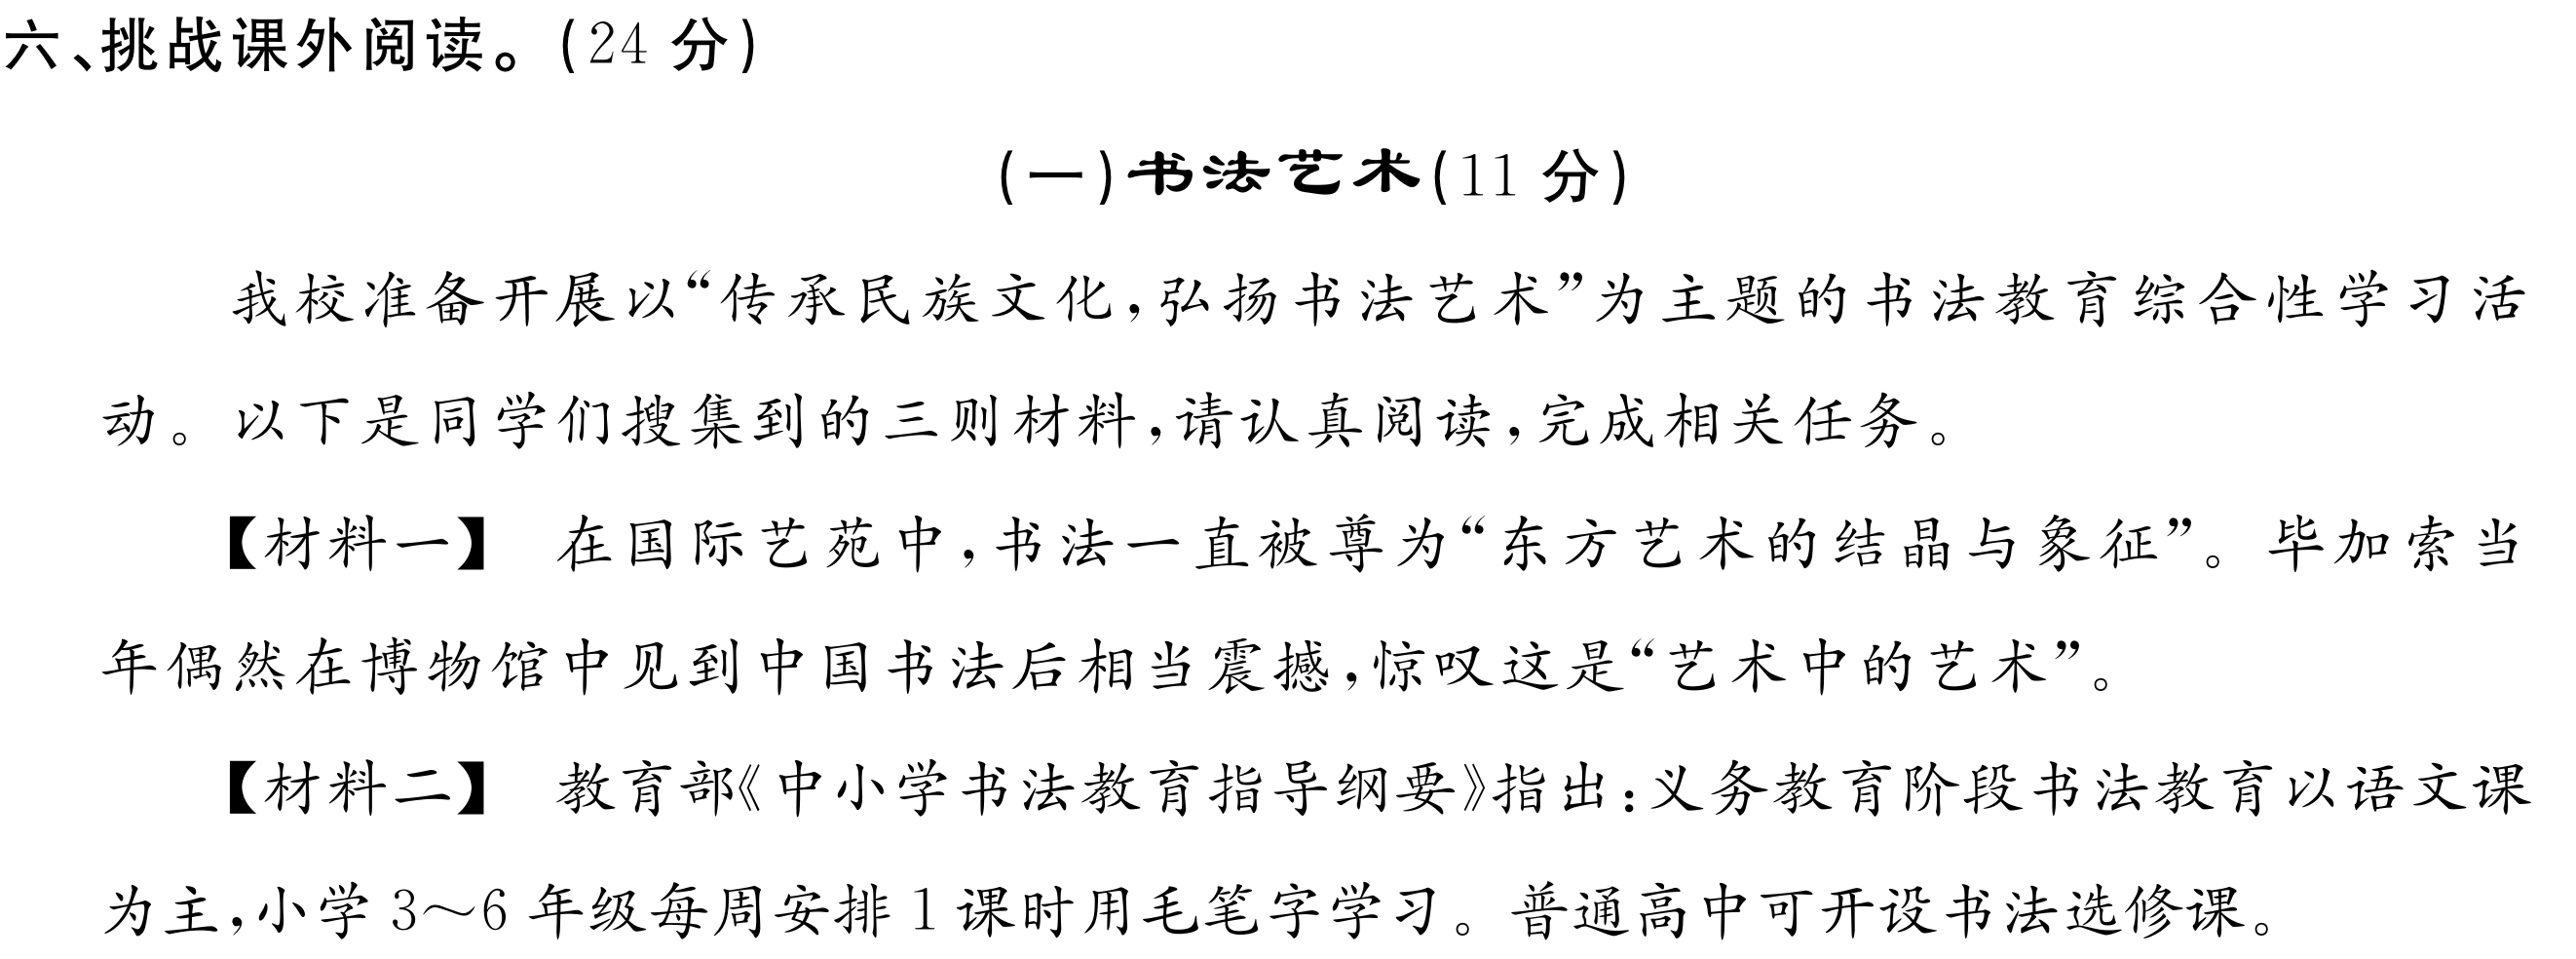 六、挑战课外阅读。(24 分)
(一)书法艺术(11 分)
我校准备开展以“传承民族文化,弘扬书法艺术”为主题的书法教育综合性学习活
动。以下是同学们搜集到的三则材料,请认真阅读,完成相关任务。
【材料一】 在国际艺苑中,书法一直被尊为“东方艺术的结晶与象征”。毕加索当
年偶然在博物馆中见到中国书法后相当震撼,惊叹这是“艺术中的艺术”。
【材料二】 教育部《中小学书法教育指导纲要》指出:义务教育阶段书法教育以语文课
为主,小学 3～6 年级每周安排 1 课时用毛笔字学习。普通高中可开设书法选修课。